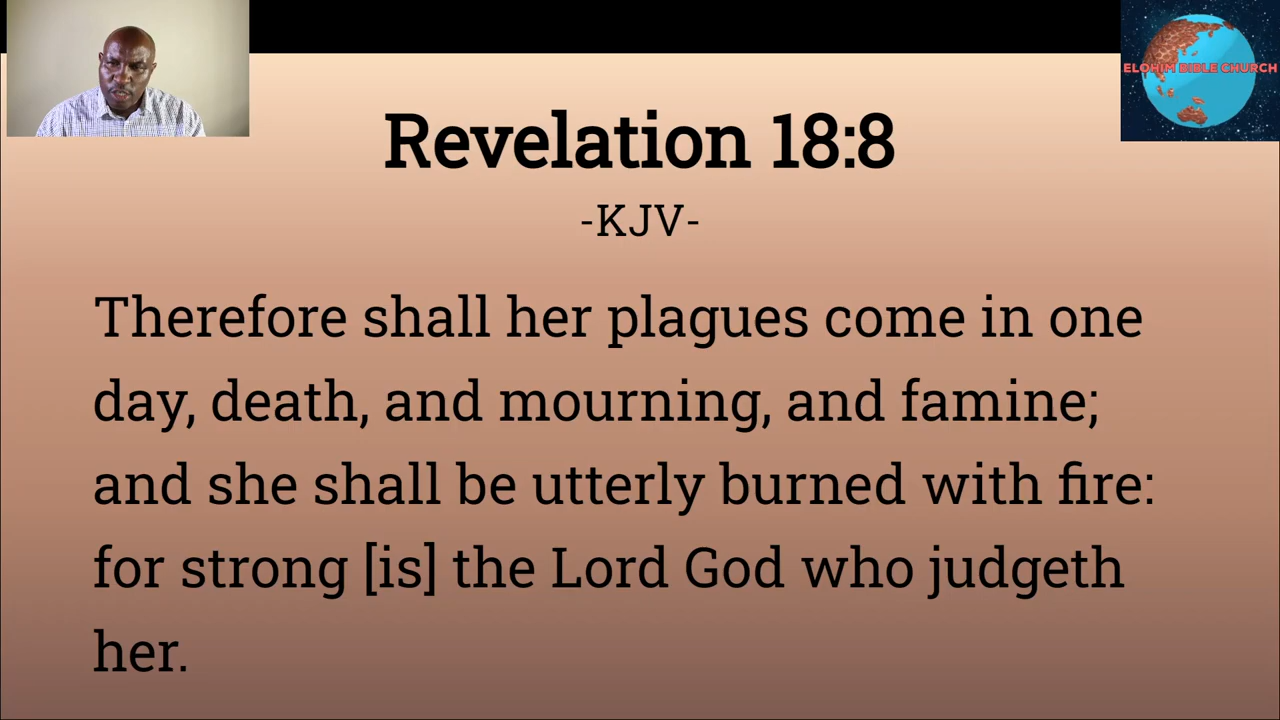 ELOHIM BIBLE CHURCH
Revelation 18:8
-KJV-
Therefore shall her plagues come in one
day, death, and mourning, and famine;
and she shall be utterly burned with fire:
for strong [is] the Lord God who judgeth
her.